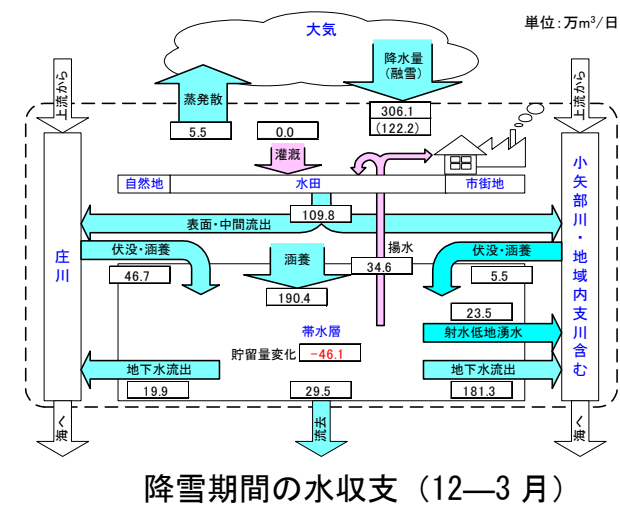 単位：万m³/日
大気
降水量
(融雪)
蒸発散
上流から
上流から
306.1
(122.2)
5.5
0.0
灌漑
自然地
水田
市街地
109.8
表面・中間流出
庄川
小矢部川・地域内支川含む
伏没・涵養
46.7
涵養
190.4
揚水
34.6
伏没・涵養
5.5
23.5
射水低地湧水
帯水層
貯留量変化
-46.1
地下水流出
19.9
29.5
地下水流出
181.3
海へ
流去
海へ
降雪期間の水収支（12―3 月）